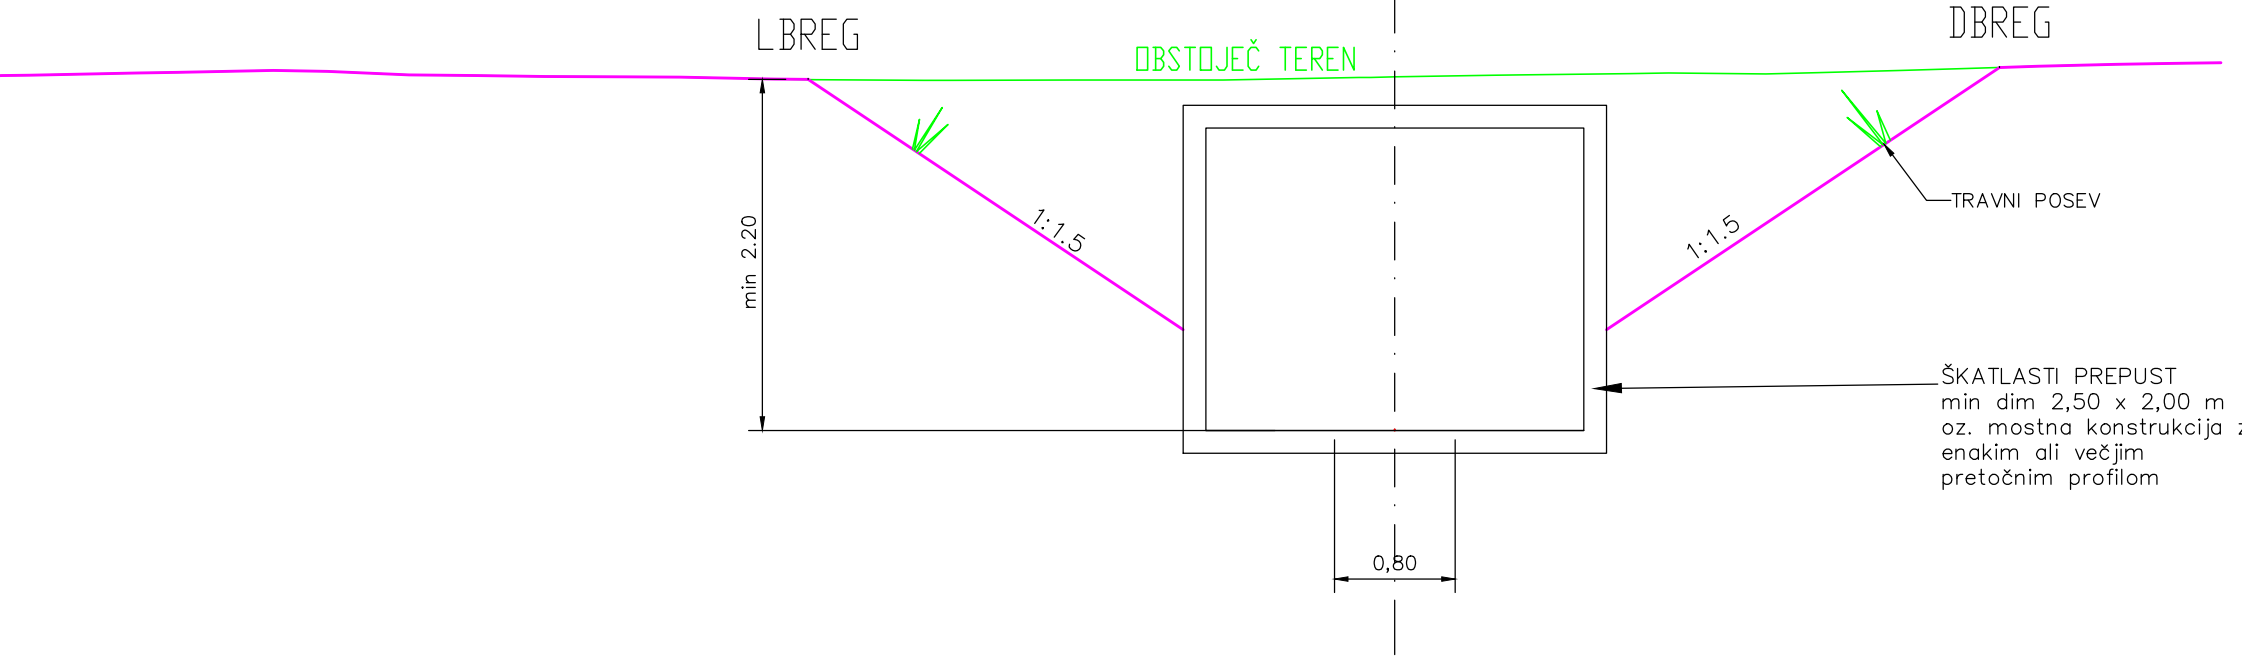 LBREG
DBREG
OBSTOJEČ TEREN
TRAVNI POSEV
1:1.5
1:1.5
min 2.20
ŠKATLASTI PREPUST
min dim 2,50 x 2,00 m
oz. mostna konstrukcija z
enakim ali večjim
pretočnim profilom
0,80